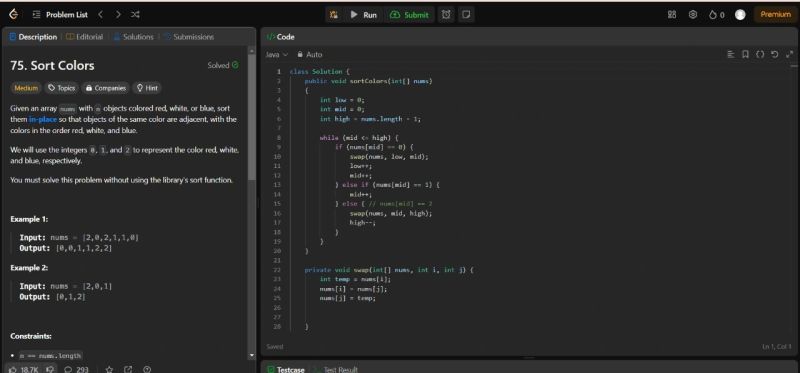 Problem List
Run
Submit
0
Premium
Description
Editorial
Solutions
Submissions
75. Sort Colors
Solved
Medium
Topics
Companies
Hint
Given an array nums with n objects colored red, white, or blue, sort
them in-place so that objects of the same color are adjacent, with the
colors in the order red, white, and blue.
We will use the integers 0, 1, and 2 to represent the color red, white,
and blue, respectively.
You must solve this problem without using the library's sort function.
Example 1:
Input: nums = [2,0,2,1,1,0]
Output: [0,0,1,1,2,2]
Example 2:
Input: nums = [2,0,1]
Output: [0,1,2]
Constraints:
n == nums.length
18.7K
293
</> Code
Java
Auto
1 class Solution {
2 public void sortColors(int[] nums)
3 {
4 int low = 0;
5 int mid = 0;
6 int high = nums.length - 1;
7
8 while (mid <= high) {
9 if (nums[mid] == 0) {
10 swap(nums, low, mid);
11 low++;
12 mid++;
13 } else if (nums[mid] == 1) {
14 mid++;
15 } else { // nums[mid] == 2
16 swap(nums, mid, high);
17 high--;
18 }
19 }
20 }
21
22 private void swap(int[] nums, int i, int j) {
23 int temp = nums[i];
24 nums[i] = nums[j];
25 nums[j] = temp;
26
27
28 }
Saved
Ln 1, Col 1
Testcase
Test Result